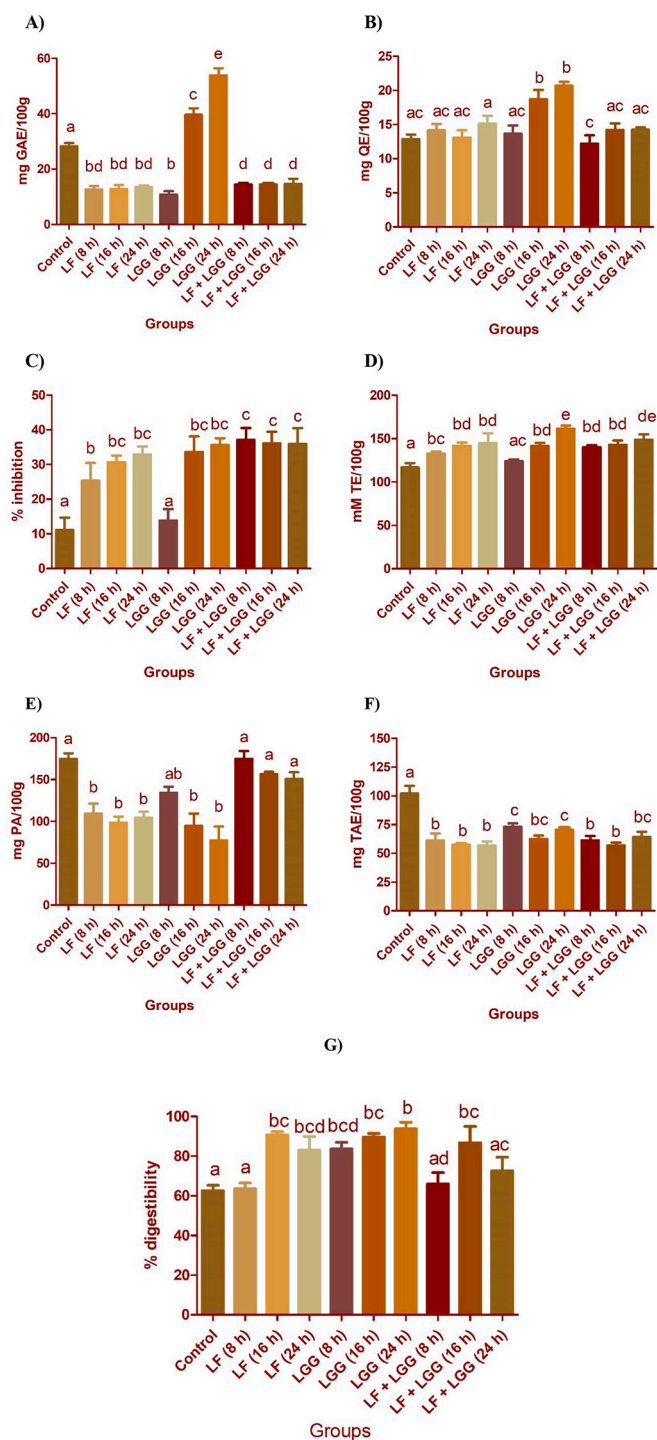 A)
mg GAE/100g
60
40
20
0
a
bd
bd
bd
b
c
e
d
d
d
Control
LF (8 h)
LF (16 h)
LF (24 h)
LGG (8 h)
LGG (16 h)
LGG (24 h)
LF + LGG (8 h)
LF + LGG (16 h)
LF + LGG (24 h)
Groups
B)
mg QE/100g
25
20
15
10
5
0
ac
ac
ac
a
ac
b
b
c
ac
ac
Control
LF (8 h)
LF (16 h)
LF (24 h)
LGG (8 h)
LGG (16 h)
LGG (24 h)
LF + LGG (8 h)
LF + LGG (16 h)
LF + LGG (24 h)
Groups
C)
% inhibition
50
40
30
20
10
0
a
b
bc
bc
a
bc
bc
c
c
c
Control
LF (8 h)
LF (16 h)
LF (24 h)
LGG (8 h)
LGG (16 h)
LGG (24 h)
LF + LGG (8 h)
LF + LGG (16 h)
LF + LGG (24 h)
Groups
D)
mM TE/100g
200
150
100
50
0
a
bc
bd
bd
ac
bd
e
bd
bd
de
Control
LF (8 h)
LF (16 h)
LF (24 h)
LGG (8 h)
LGG (16 h)
LGG (24 h)
LF + LGG (8 h)
LF + LGG (16 h)
LF + LGG (24 h)
Groups
E)
mg PA/100g
200
150
100
50
0
a
b
b
b
ab
b
b
a
a
a
Control
LF (8 h)
LF (16 h)
LF (24 h)
LGG (8 h)
LGG (16 h)
LGG (24 h)
LF + LGG (8 h)
LF + LGG (16 h)
LF + LGG (24 h)
Groups
F)
mg TAE/100g
150
125
100
75
50
25
0
a
b
b
b
c
bc
c
b
b
bc
Control
LF (8 h)
LF (16 h)
LF (24 h)
LGG (8 h)
LGG (16 h)
LGG (24 h)
LF + LGG (8 h)
LF + LGG (16 h)
LF + LGG (24 h)
Groups
G)
% digestibility
100
80
60
40
20
0
a
a
bc
bcd
bcd
bc
b
ad
bc
ac
Control
LF (8 h)
LF (16 h)
LF (24 h)
LGG (8 h)
LGG (16 h)
LGG (24 h)
LF + LGG (8 h)
LF + LGG (16 h)
LF + LGG (24 h)
Groups